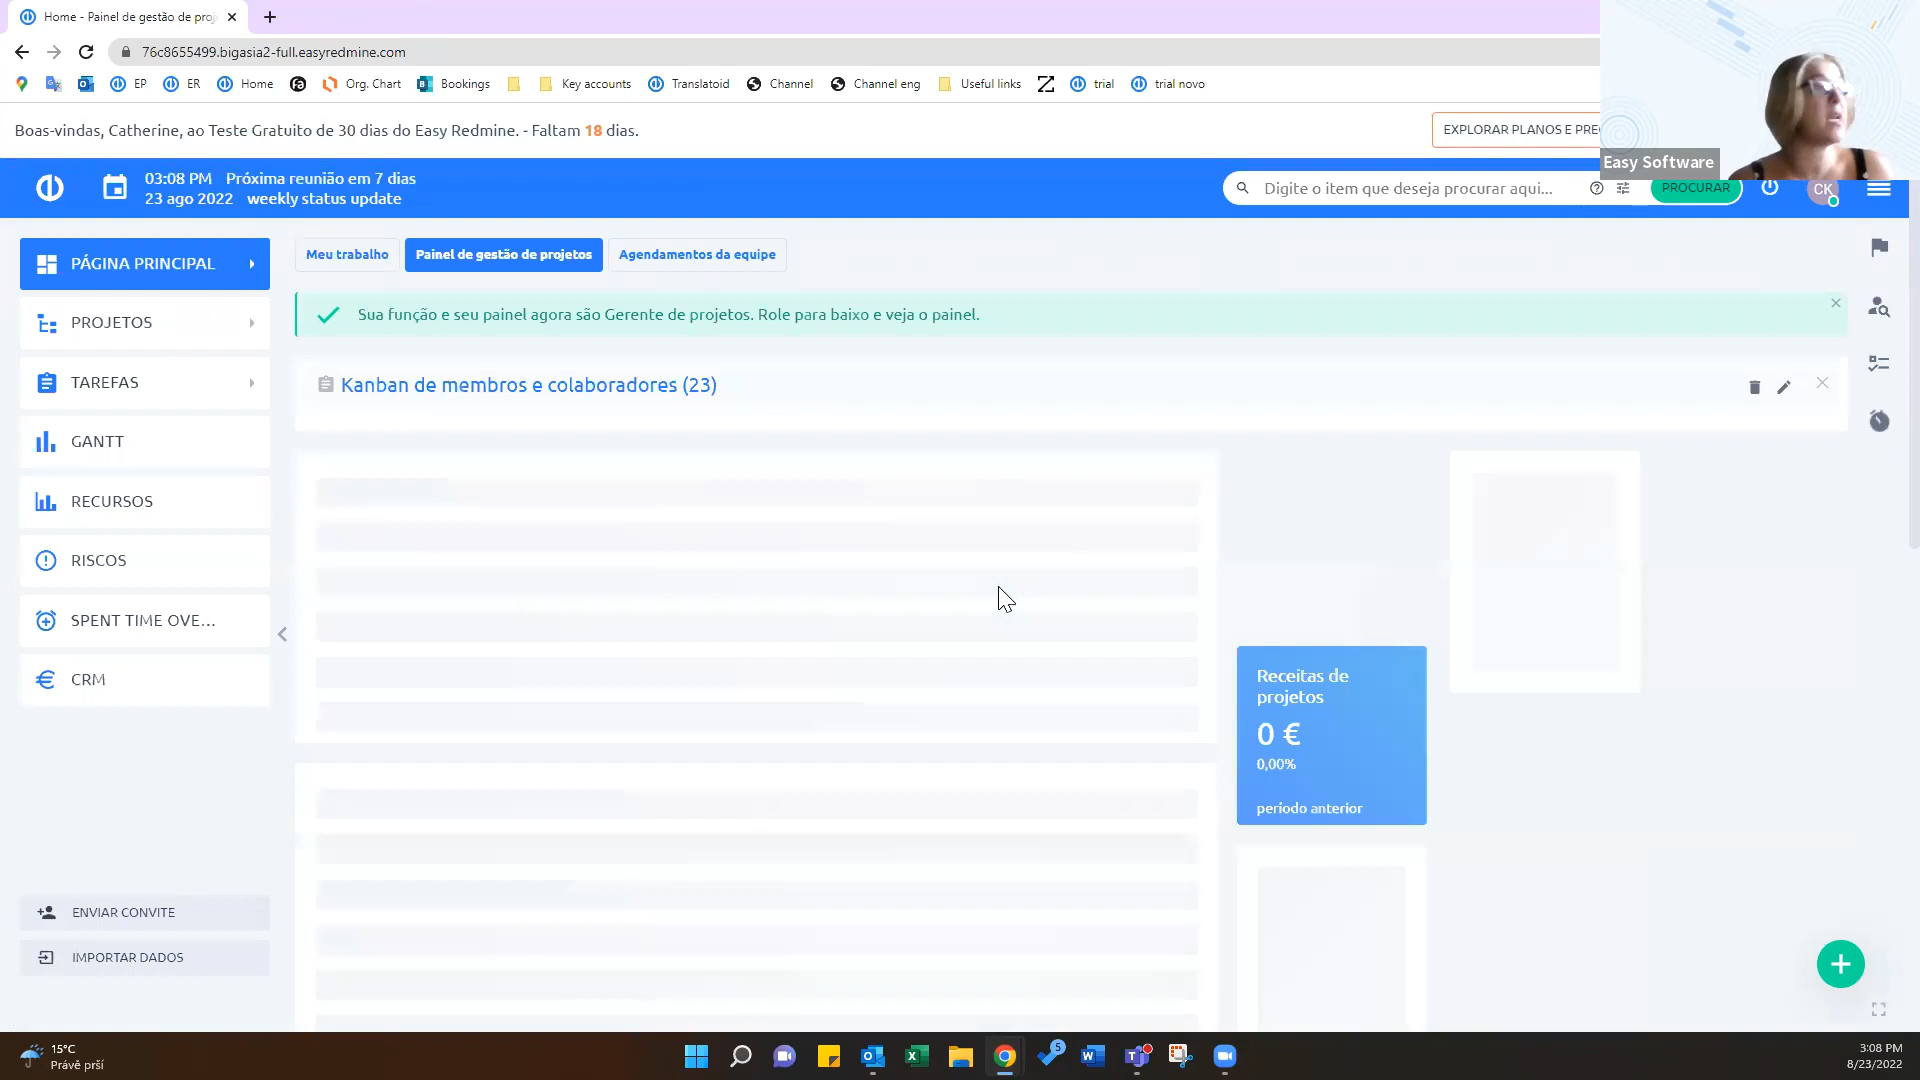 Home - Painel de gestão de proj
76c8655499.bigasia2-full.easyredmine.com
EP
ER
Home
Org. Chart
Bookings
Key accounts
Translatoid
Channel
Channel eng
Useful links
trial
trial novo
Boas-vindas, Catherine, ao Teste Gratuito de 30 dias do Easy Redmine. - Faltam 18 dias.
EXPLORAR PLANOS E PRE
Easy Software
03:08 PM Próxima reunião em 7 dias
23 ago 2022 weekly status update
Digite o item que deseja procurar aqui...
PROCURAR
CK
PÁGINA PRINCIPAL
PROJETOS
TAREFAS
GANTT
RECURSOS
RISCOS
SPENT TIME OVE...
CRM
ENVIAR CONVITE
IMPORTAR DADOS
Meu trabalho
Painel de gestão de projetos
Agendamentos da equipe
Sua função e seu painel agora são Gerente de projetos. Role para baixo e veja o painel.
Kanban de membros e colaboradores (23)
Receitas de
projetos
0 €
0,00%
período anterior
15°C
Právě prší
5
3:08 PM
8/23/2022